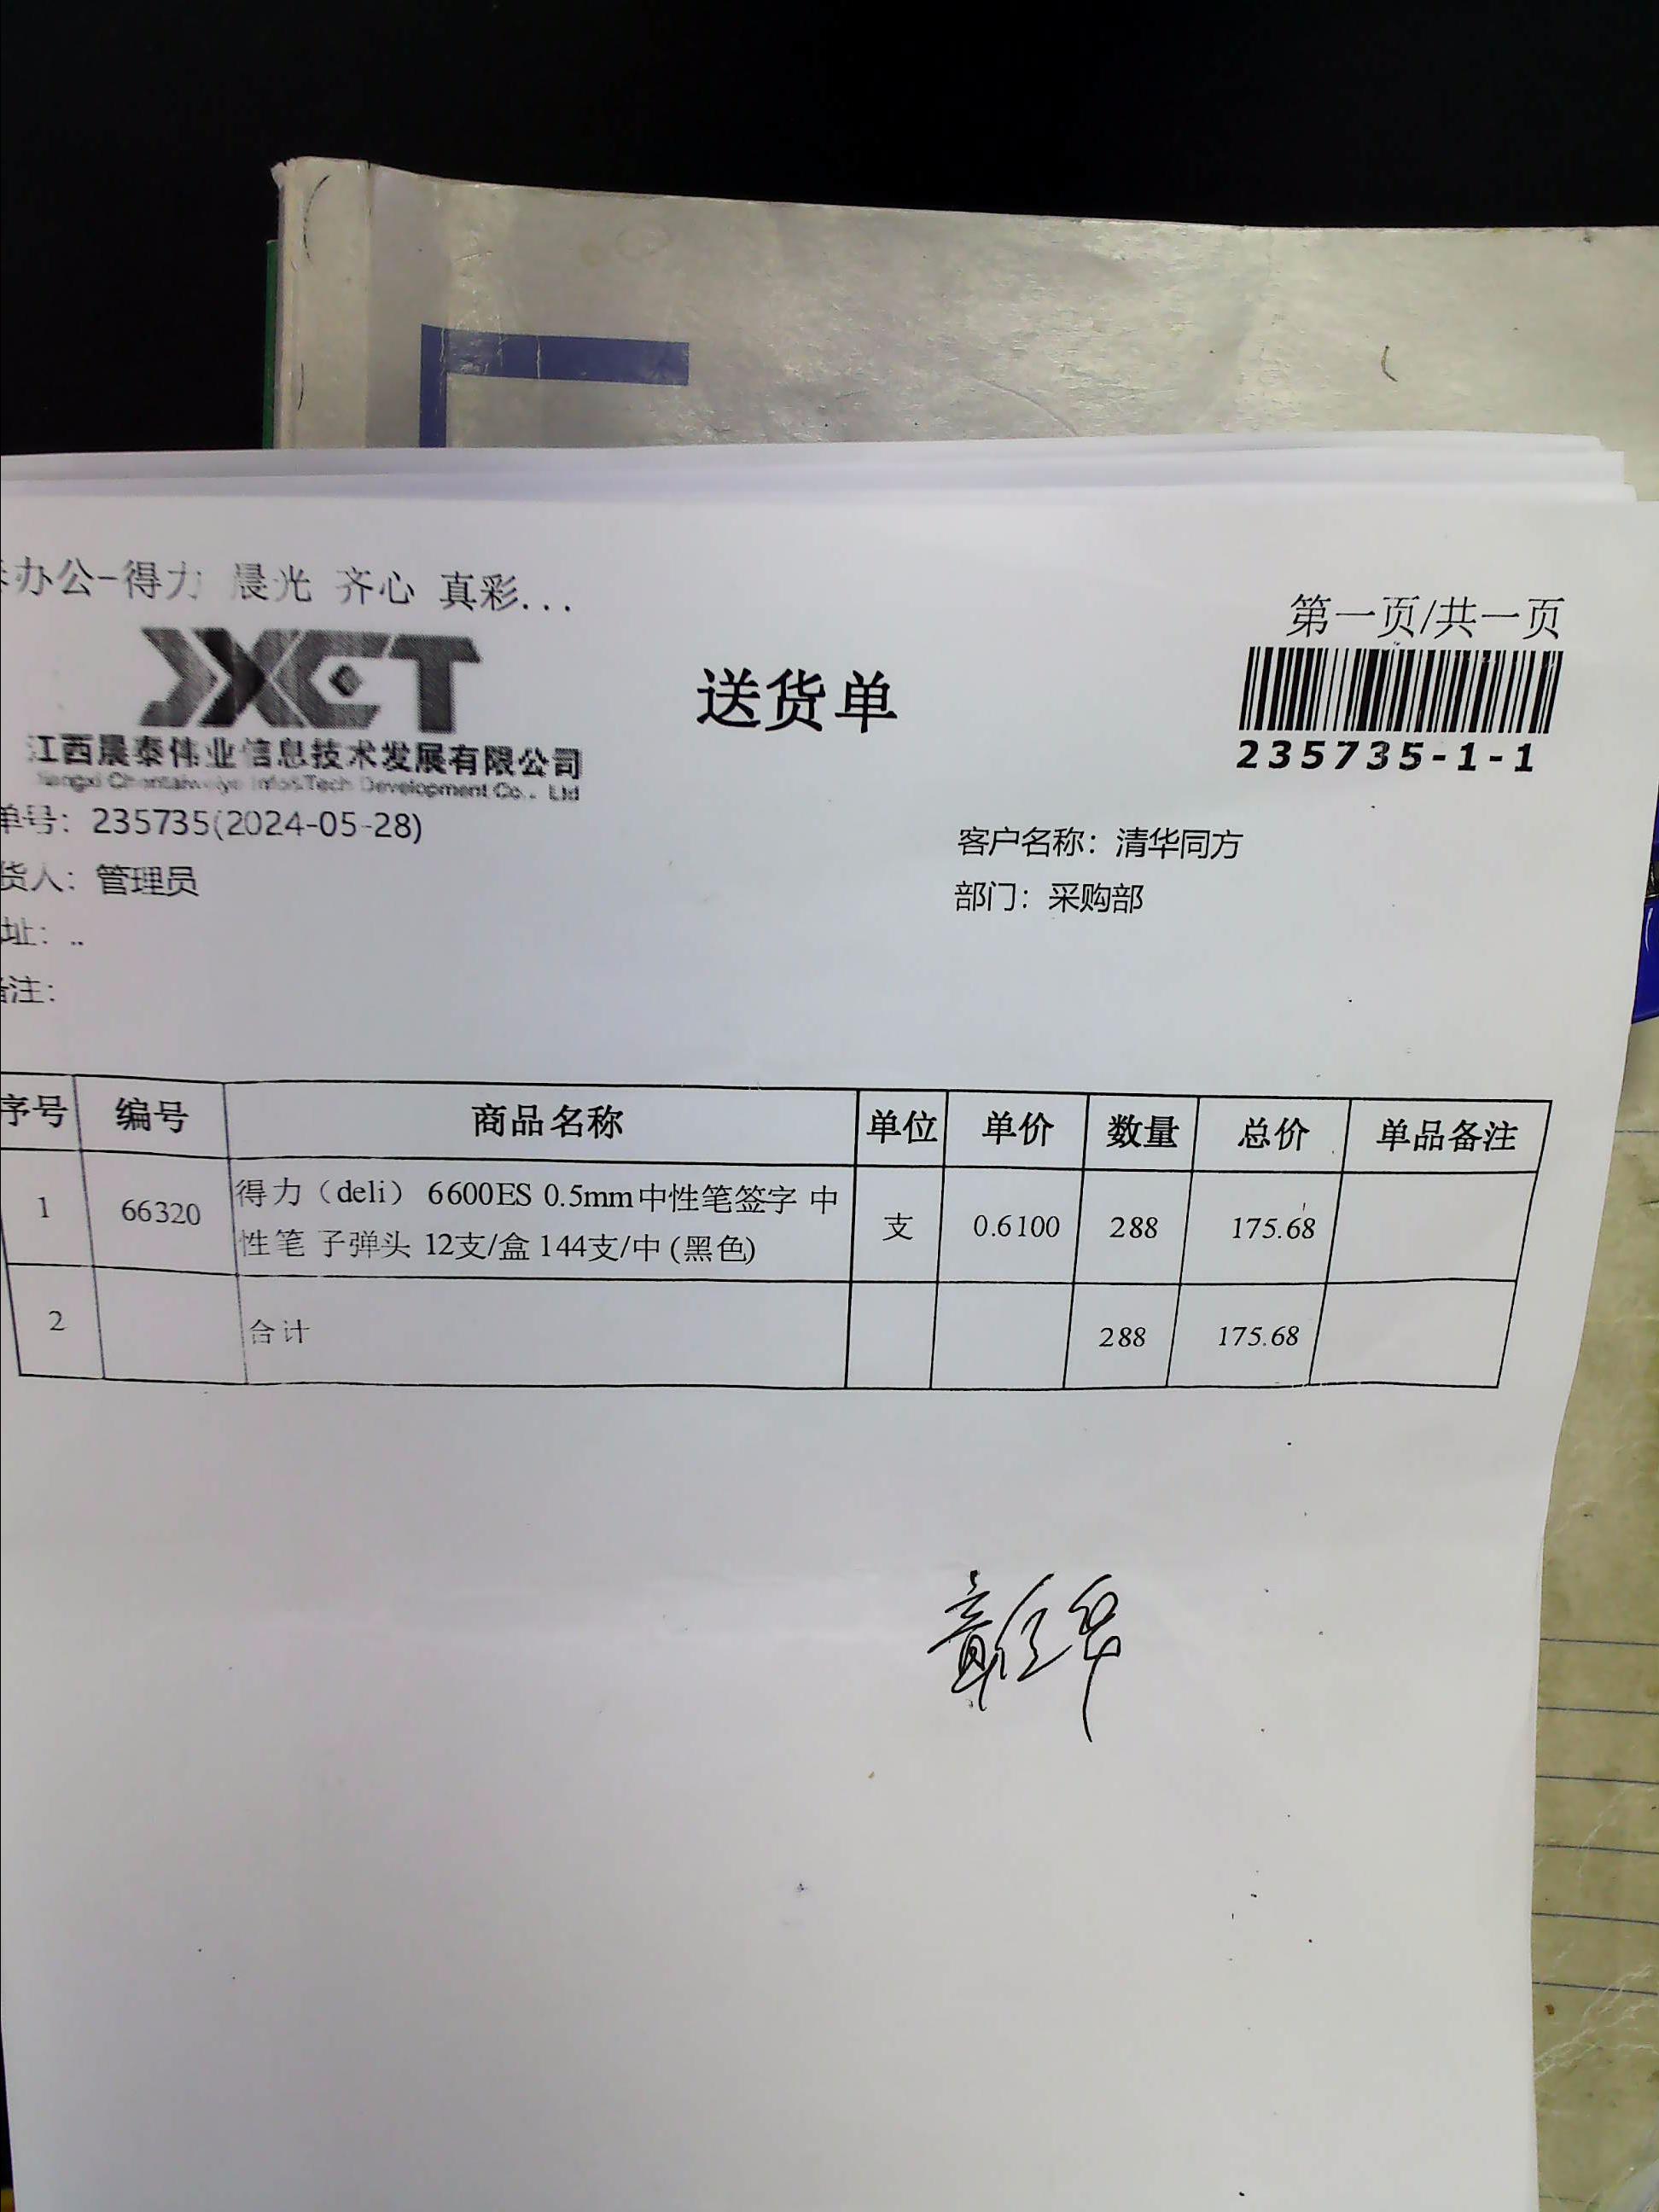 办公-得力 晨光 齐心 真彩...
第一页/共一页
JXCT
送货单
江西晨泰伟业信息技术发展有限公司
Development Co., Ltd
235735-1-1
单号：235735(2024-05-28)
客户名称：清华同方
货人：管理员
部门：采购部
址：..
备注：
序号 编号 商品名称 单位 单价 数量 总价 单品备注
1 66320 得力（deli） 6600ES 0.5mm中性笔签字 中 支 0.6100 288 175.68
性笔 子弹头 12支/盒 144支/中 (黑色)
2 合计 288 175.68